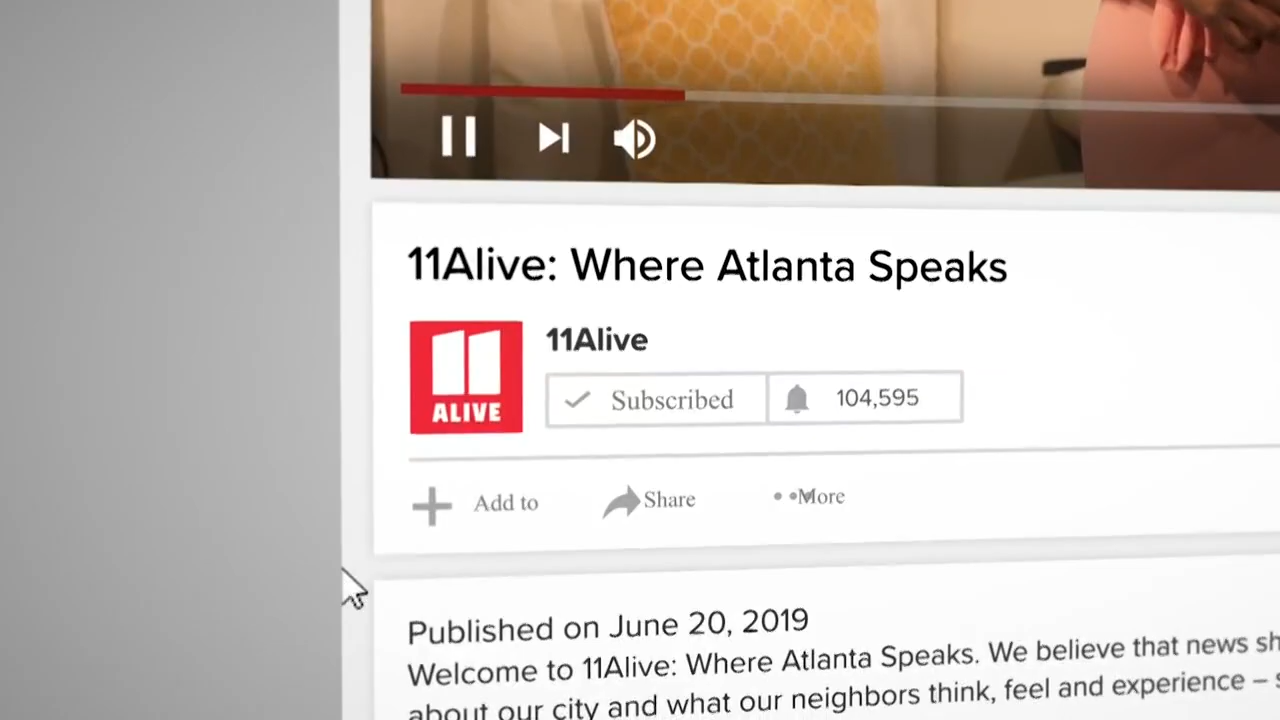 11Alive: Where Atlanta Speaks
ALIVE
11Alive
Subscribed
104,595
Add to
Share
More
Published on June 20, 2019
Welcome to 11Alive: Where Atlanta Speaks. We believe that news sh
about our city and what our neighbors think, feel and experience –